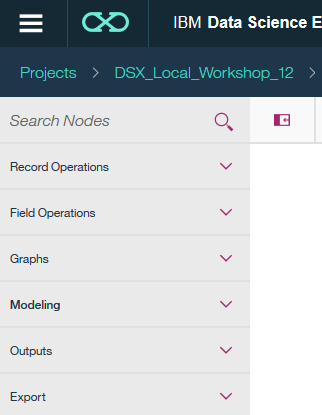 IBM Data Science E
Projects > DSX_Local_Workshop_12 >
Search Nodes
Record Operations
Field Operations
Graphs
Modeling
Outputs
Export